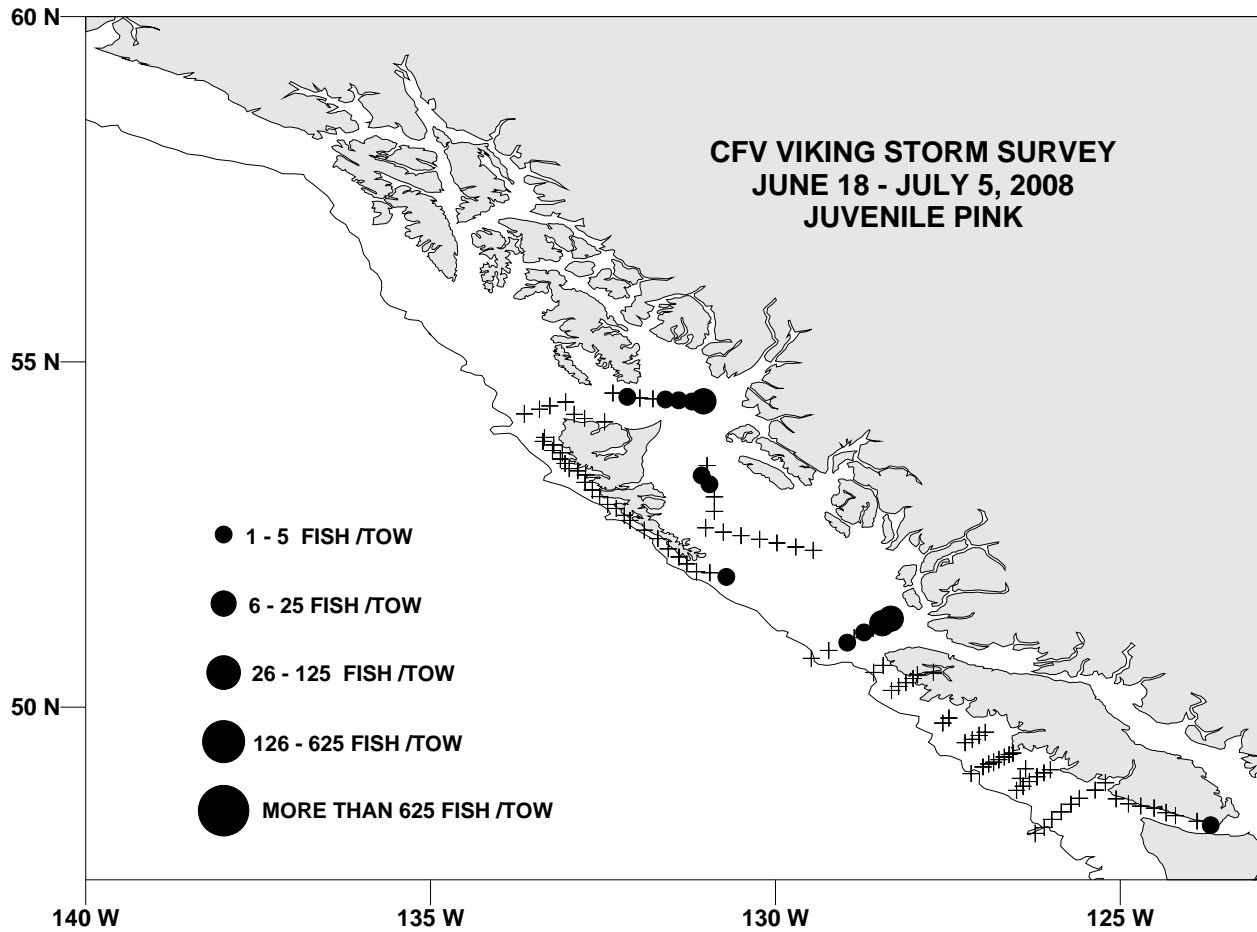 60 N
CFV VIKING STORM SURVEY
JUNE 18 - JULY 5, 2008
JUVENILE PINK
55 N
1 - 5 FISH /TOW
6 - 25 FISH /TOW
26 - 125 FISH /TOW
50 N
126 - 625 FISH /TOW
MORE THAN 625 FISH /TOW
140 W
135 W
130 W
125 W